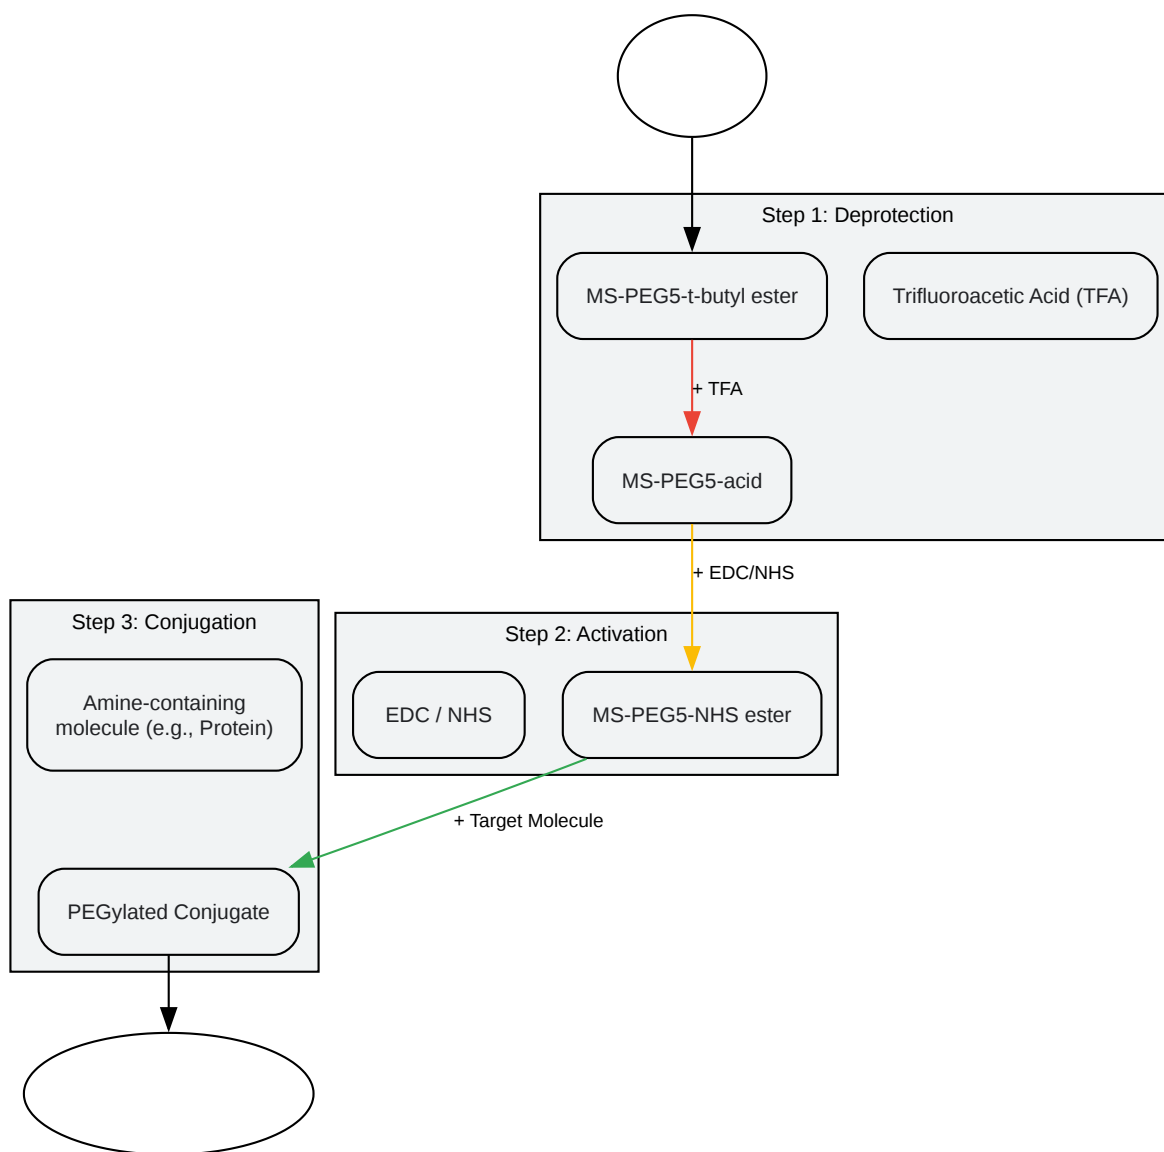 Step 1: Deprotection
MS-PEG5-t-butyl ester
Trifluoroacetic Acid (TFA)
+ TFA
MS-PEG5-acid
+ EDC/NHS
Step 2: Activation
EDC / NHS
MS-PEG5-NHS ester
Step 3: Conjugation
Amine-containing
molecule (e.g., Protein)
+ Target Molecule
PEGylated Conjugate